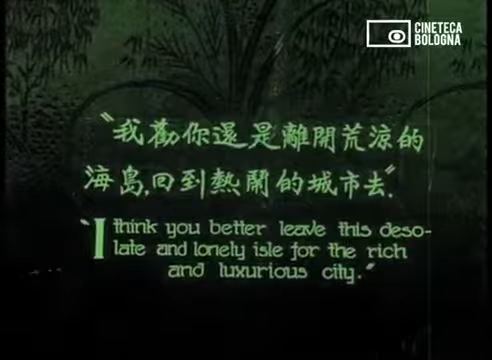 CINETECA
BOLOGNA
"我勸你還是離開荒涼的
海島,回到熱鬧的城市去".
"I think you better leave this deso-
late and lonely isle for the rich
and luxurious city."